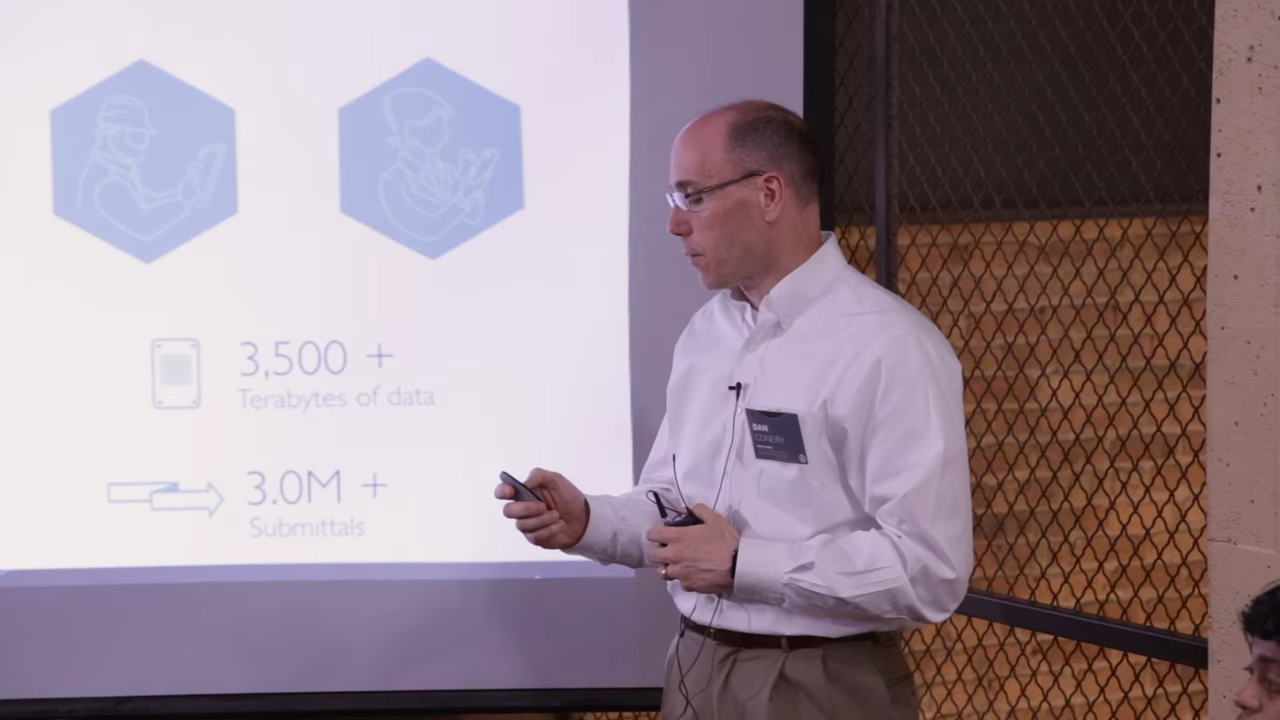 3,500 +
Terabytes of data
3.0M +
Submittals
DAN
CONERY